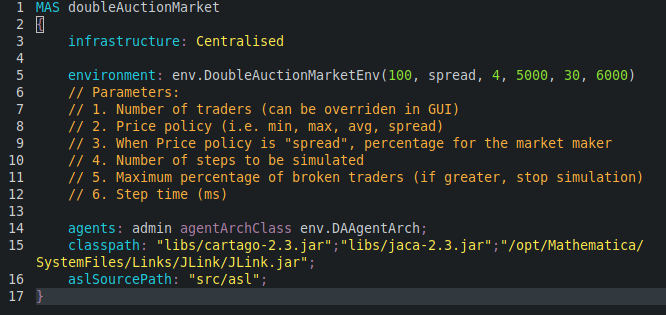 1 MAS doubleAuctionMarket
2 {
3 infrastructure: Centralised
4
5 environment: env.DoubleAuctionMarketEnv(100, spread, 4, 5000, 30, 6000)
6 // Parameters:
7 // 1. Number of traders (can be overriden in GUI)
8 // 2. Price policy (i.e. min, max, avg, spread)
9 // 3. When Price policy is "spread", percentage for the market maker
10 // 4. Number of steps to be simulated
11 // 5. Maximum percentage of broken traders (if greater, stop simulation)
12 // 6. Step time (ms)
13
14 agents: admin agentArchClass env.DAAgentArch;
15 classpath: "libs/cartago-2.3.jar";"libs/jaca-2.3.jar";"/opt/Mathematica/
SystemFiles/Links/JLink/JLink.jar";
16 aslSourcePath: "src/asl";
17 }